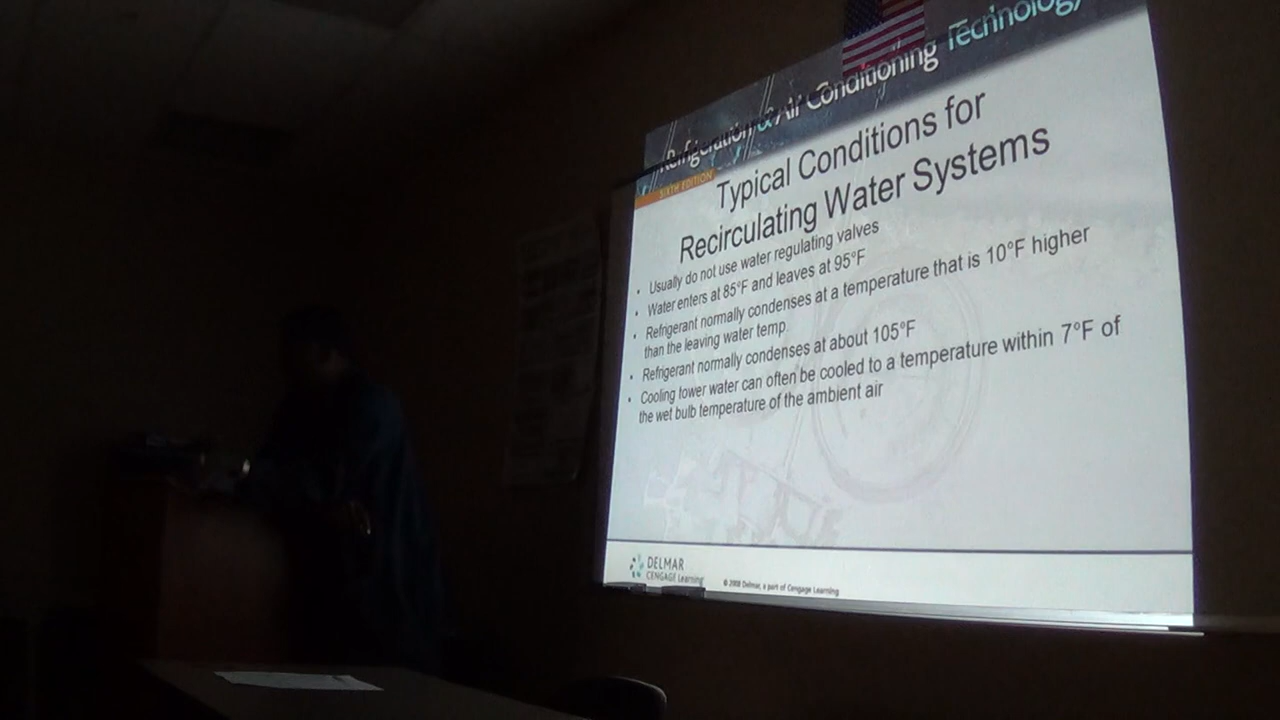 Refrigeration & Air Conditioning Technology
SIXTH EDITION
Typical Conditions for
Recirculating Water Systems
• Usually do not use water regulating valves
• Water enters at 85°F and leaves at 95°F
• Refrigerant normally condenses at a temperature that is 10°F higher
than the leaving water temp.
• Refrigerant normally condenses at about 105°F
• Cooling tower water can often be cooled to a temperature within 7°F of
the wet bulb temperature of the ambient air
DELMAR
CENGAGE Learning
© 2008 Delmar, a part of Cengage Learning